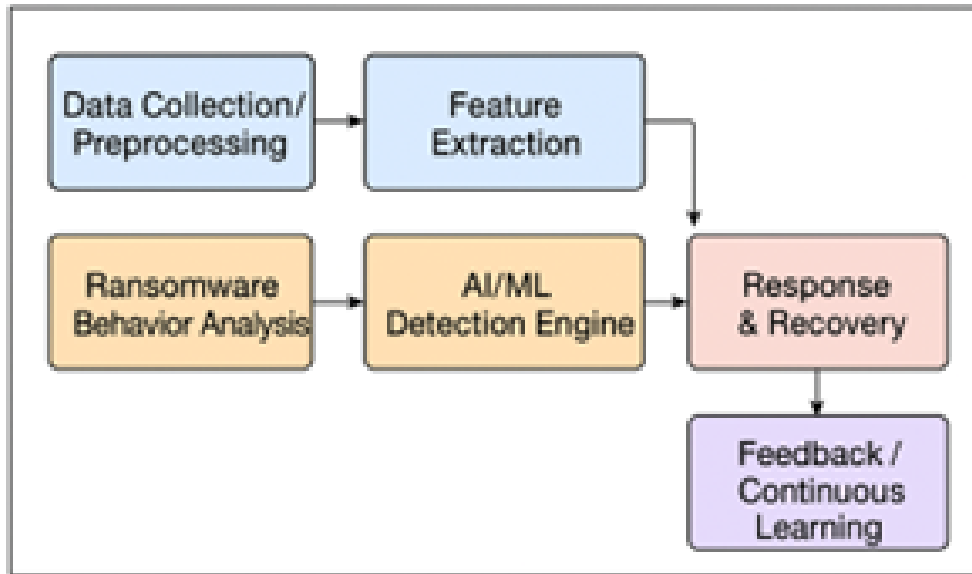 Data Collection/
Preprocessing
Feature
Extraction
Ransomware
Behavior Analysis
AI/ML
Detection Engine
Response
& Recovery
Feedback /
Continuous
Learning